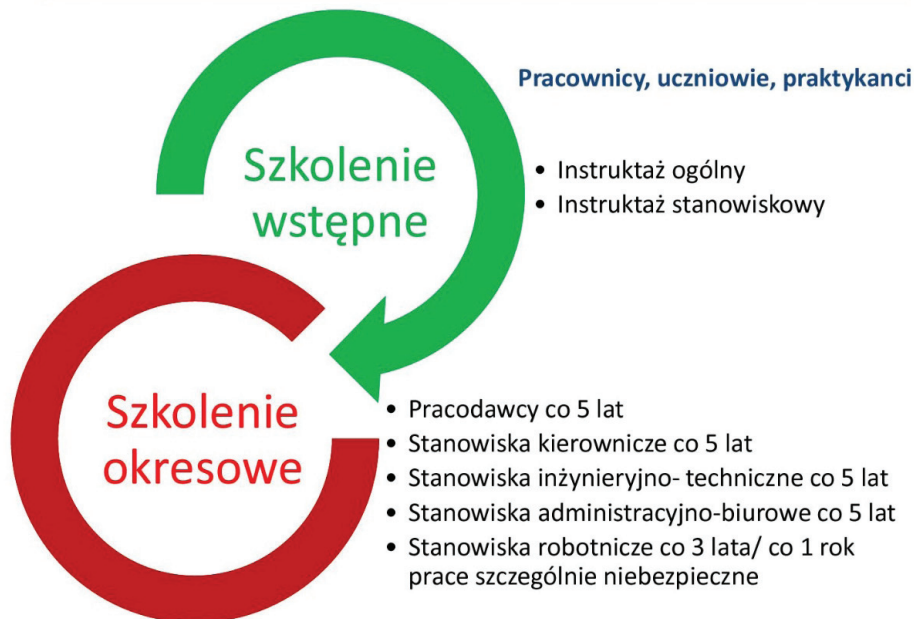 Pracownicy, uczniowie, praktykanci
Szkolenie
wstępne
• Instruktaż ogólny
• Instruktaż stanowiskowy
Szkolenie
okresowe
• Pracodawcy co 5 lat
• Stanowiska kierownicze co 5 lat
• Stanowiska inżynieryjno- techniczne co 5 lat
• Stanowiska administracyjno-biurowe co 5 lat
• Stanowiska robotnicze co 3 lata/ co 1 rok
prace szczególnie niebezpieczne